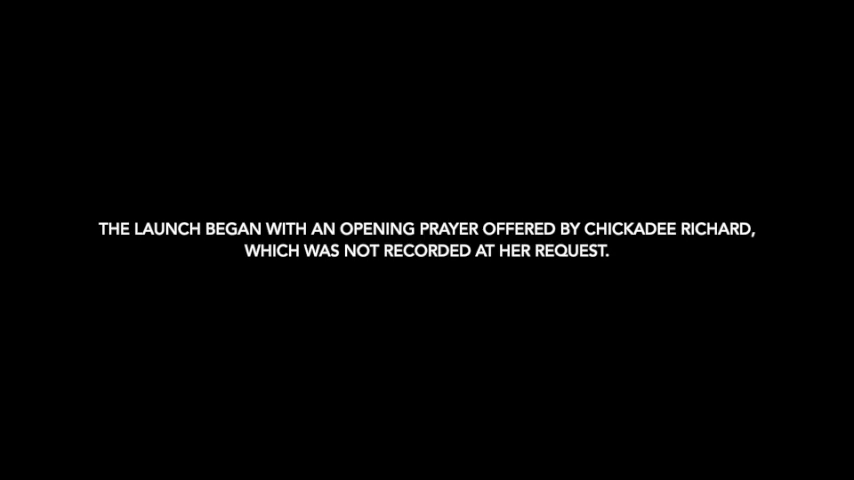 THE LAUNCH BEGAN WITH AN OPENING PRAYER OFFERED BY CHICKADEE RICHARD,
WHICH WAS NOT RECORDED AT HER REQUEST.